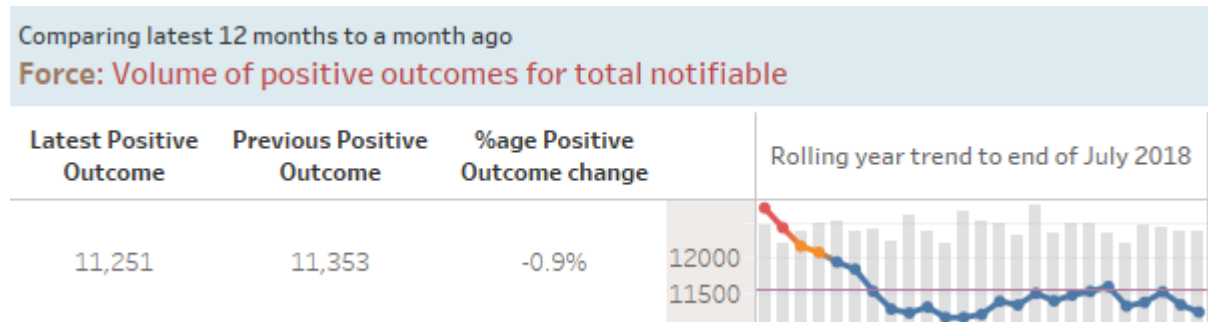 Comparing latest 12 months to a month ago
Force: Volume of positive outcomes for total notifiable
Latest Positive Outcome
Previous Positive Outcome
%age Positive Outcome change
Rolling year trend to end of July 2018
11,251
11,353
-0.9%
12000
11500